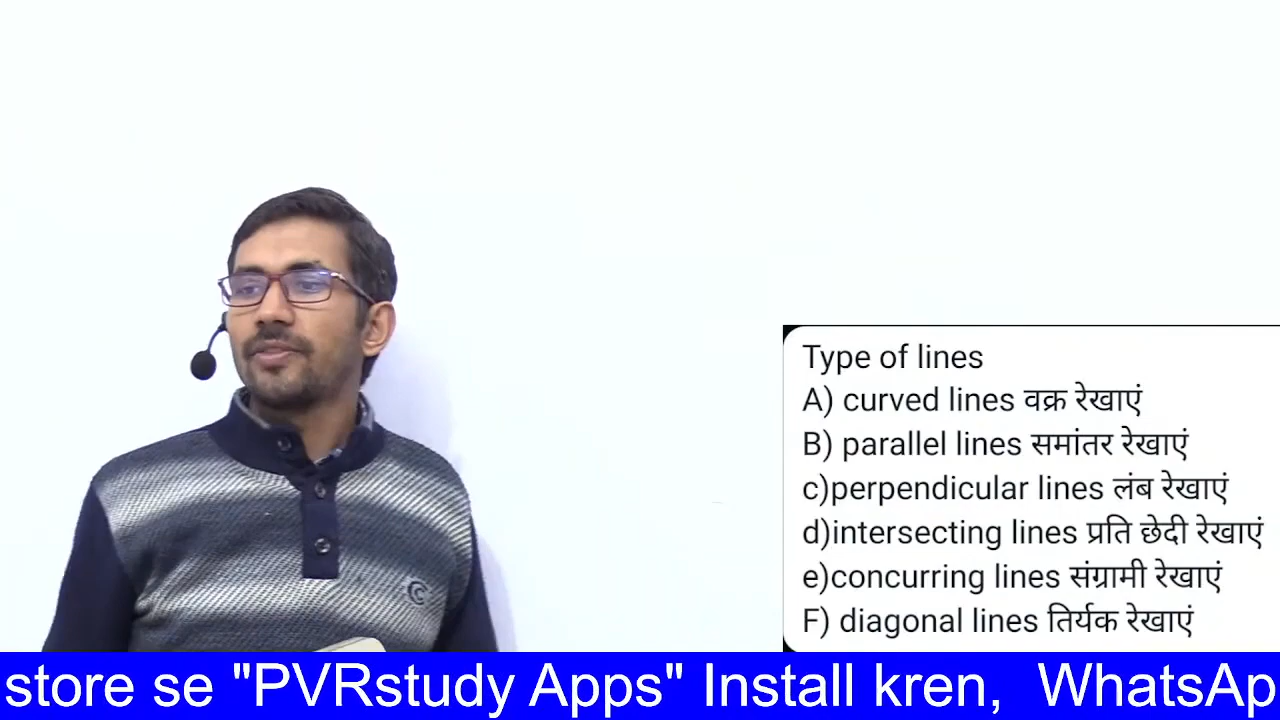 Type of lines
A) curved lines वक्र रेखाएं
B) parallel lines समांतर रेखाएं
c)perpendicular lines लंब रेखाएं
d)intersecting lines प्रति छेदी रेखाएं
e)concurring lines संग्रामी रेखाएं
F) diagonal lines तिर्यक रेखाएं
store se "PVRstudy Apps" Install kren, WhatsAp